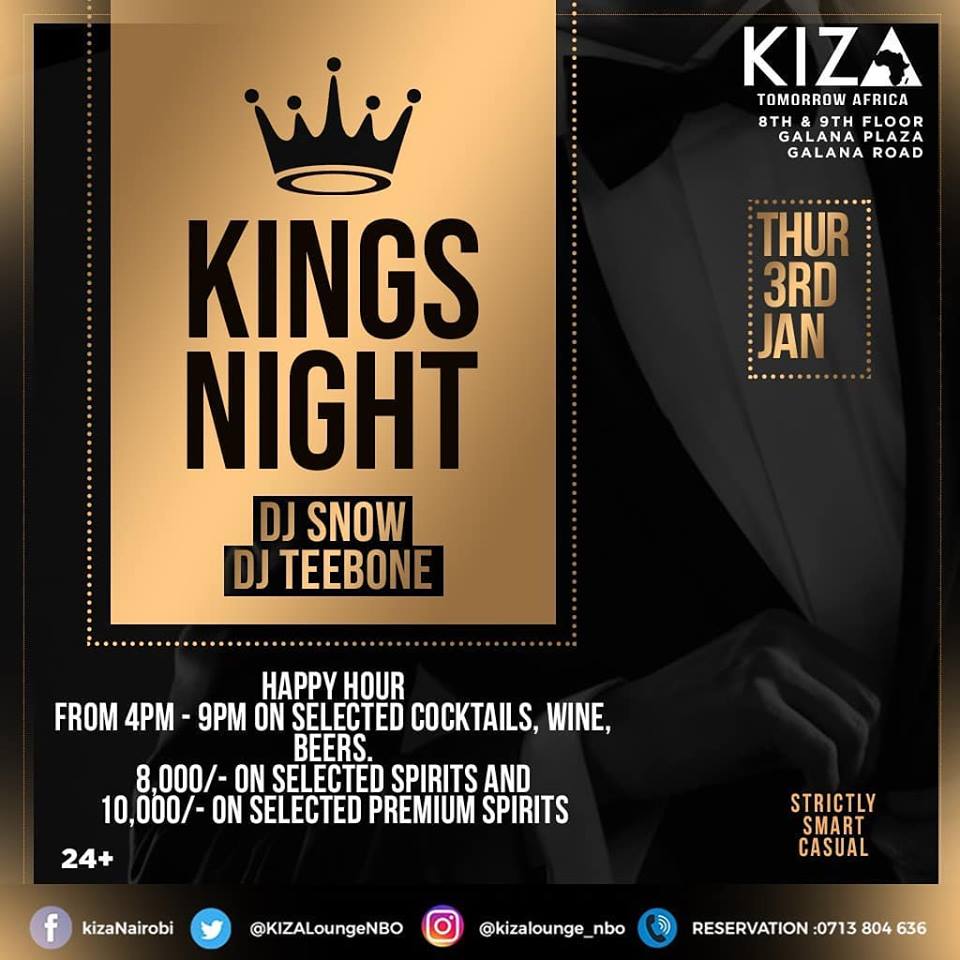 KIZA
TOMORROW AFRICA
8TH & 9TH FLOOR
GALANA PLAZA
GALANA ROAD
THUR
3RD
JAN
KINGS
NIGHT
DJ SNOW
DJ TEEBONE
HAPPY HOUR
FROM 4PM - 9PM ON SELECTED COCKTAILS, WINE,
BEERS.
8,000/- ON SELECTED SPIRITS AND
10,000/- ON SELECTED PREMIUM SPIRITS
24+
STRICTLY
SMART
CASUAL
kizaNairobi @KIZALoungeNBO @kizalounge_nbo RESERVATION :0713 804 636